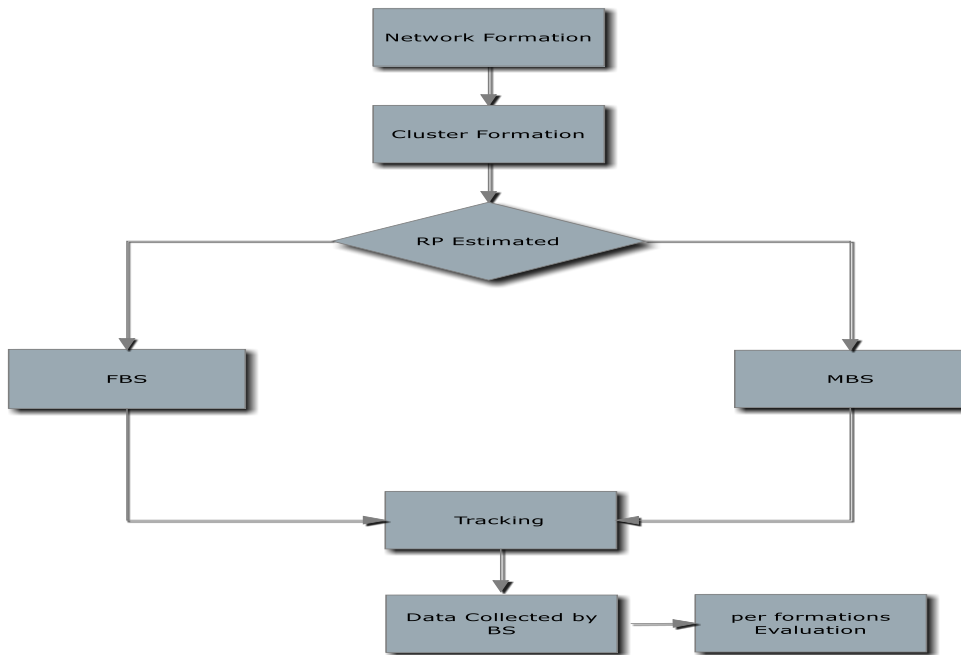 Network Formation
Cluster Formation
RP Estimated
FBS
MBS
Tracking
Data Collected by
BS
per formations
Evaluation